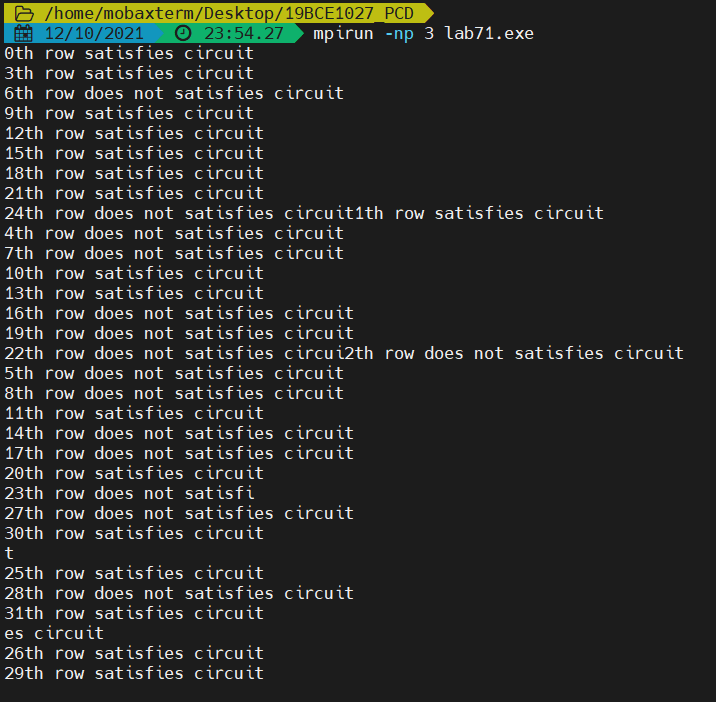 /home/mobaxterm/Desktop/19BCE1027_PCD
12/10/2021 23:54.27 mpirun -np 3 lab71.exe
0th row satisfies circuit
3th row satisfies circuit
6th row does not satisfies circuit
9th row satisfies circuit
12th row satisfies circuit
15th row satisfies circuit
18th row satisfies circuit
21th row satisfies circuit
24th row does not satisfies circuit1th row satisfies circuit
4th row does not satisfies circuit
7th row does not satisfies circuit
10th row satisfies circuit
13th row satisfies circuit
16th row does not satisfies circuit
19th row does not satisfies circuit
22th row does not satisfies circui2th row does not satisfies circuit
5th row does not satisfies circuit
8th row does not satisfies circuit
11th row satisfies circuit
14th row does not satisfies circuit
17th row does not satisfies circuit
20th row satisfies circuit
23th row does not satisfi
27th row does not satisfies circuit
30th row satisfies circuit
t
25th row satisfies circuit
28th row does not satisfies circuit
31th row satisfies circuit
es circuit
26th row satisfies circuit
29th row satisfies circuit